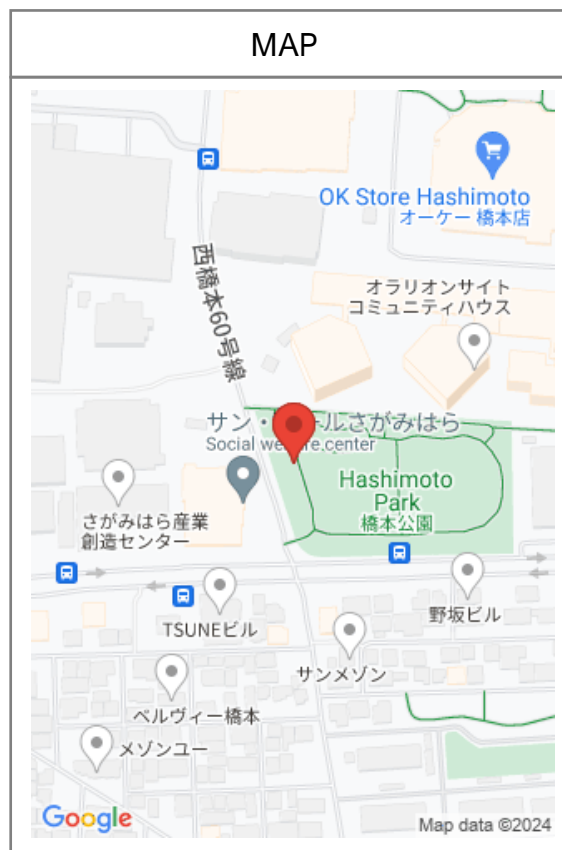 MAP
OK Store Hashimoto
オーケー 橋本店
西橋本60号線
オラリオンサイト
コミュニティハウス
サン・
ールさがみはら
Social we
re center
Hashimoto
Park
橋本公園
さがみはら産業
創造センター
TSUNEビル
野坂ビル
サンメゾン
ベルヴィー橋本
メゾンユー
Google
Map data ©2024